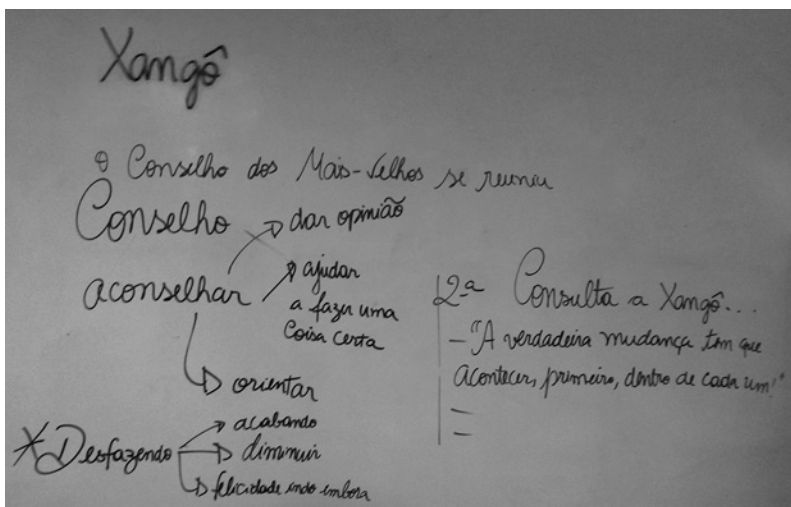 Xangô
O Conselho dos Mais-Velhos se reuniu
Conselho
dar opinião
aconselhar
ajudar
a fazer uma
Coisa certa
orientar
*Desfazendo
acabando
diminuir
felicidade indo embora
2ª Consulta a Xangô...
- "A verdadeira mudança tem que
acontecer, primeiro, dentro de cada um!"